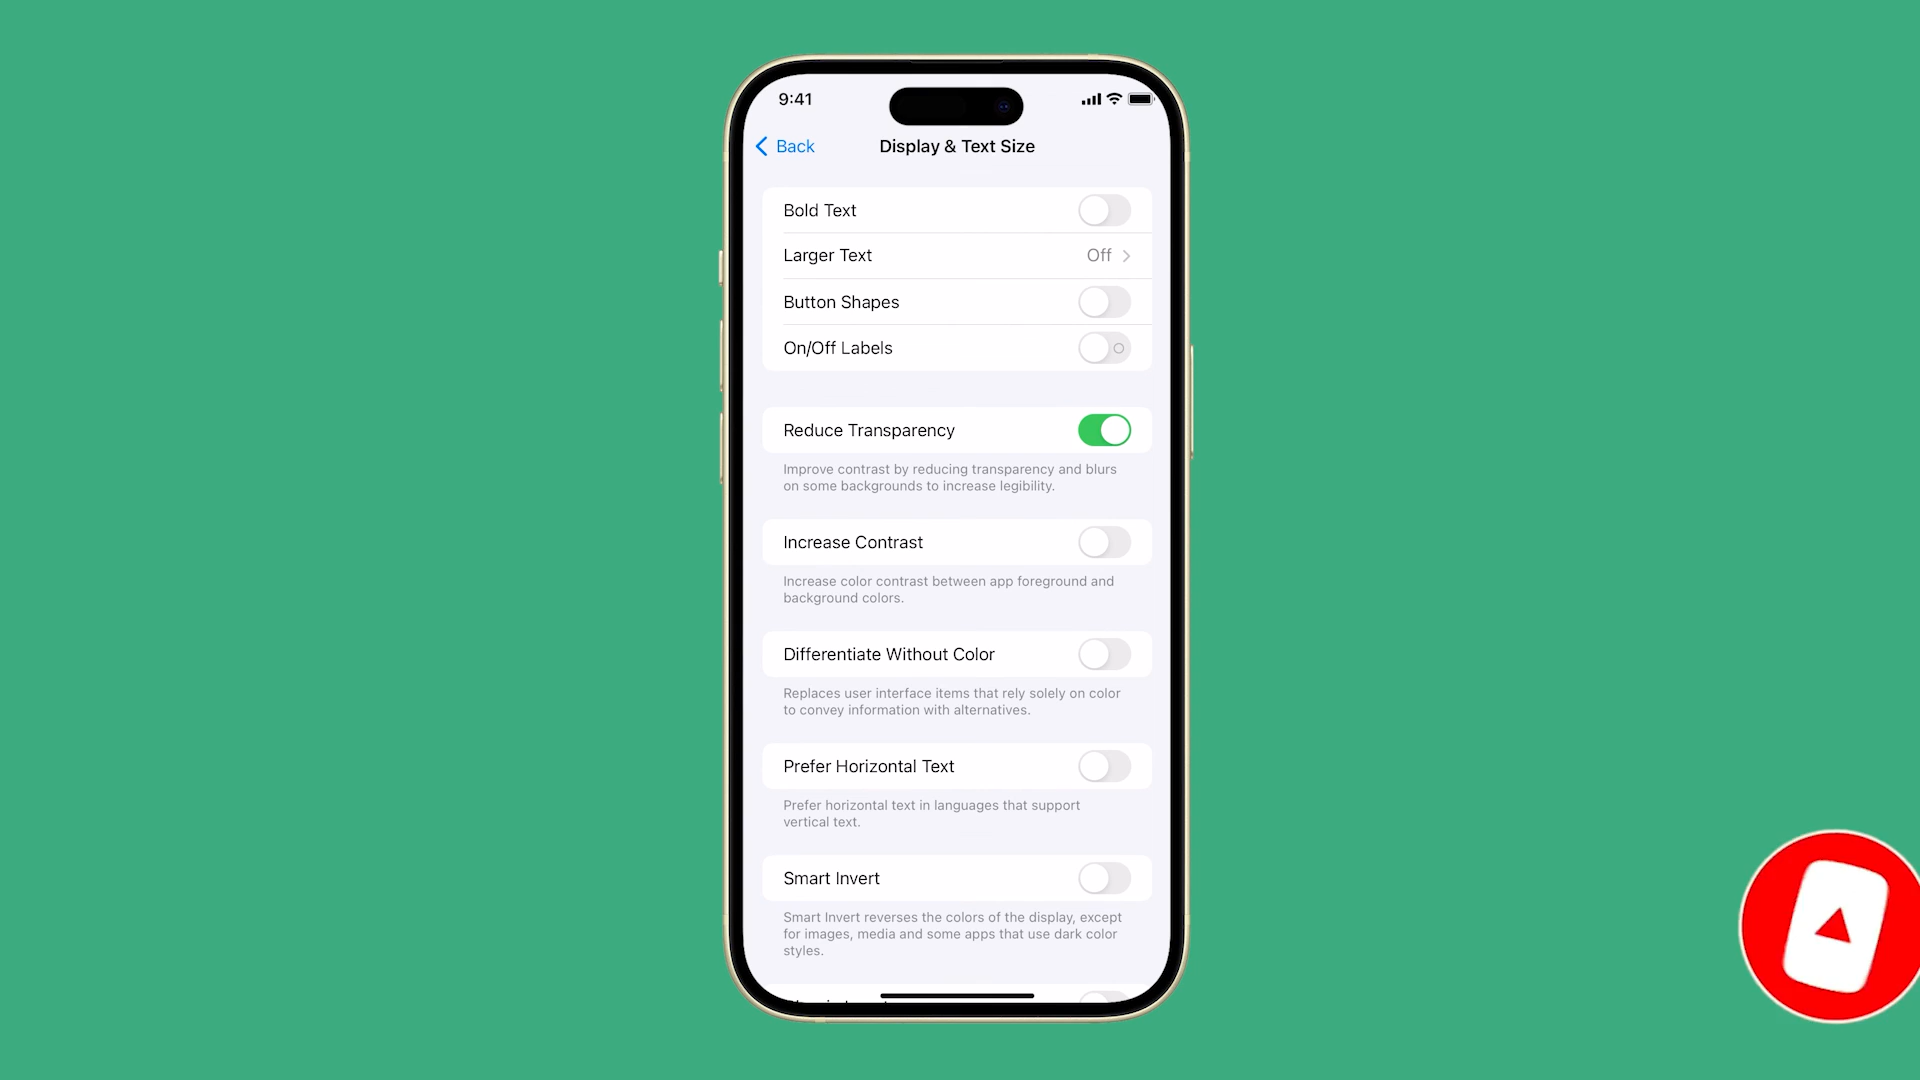 9:41
Back
Display & Text Size
Bold Text
Larger Text
Off
Button Shapes
On/Off Labels
Reduce Transparency
Improve contrast by reducing transparency and blurs
on some backgrounds to increase legibility.
Increase Contrast
Increase color contrast between app foreground and
background colors.
Differentiate Without Color
Replaces user interface items that rely solely on color
to convey information with alternatives.
Prefer Horizontal Text
Prefer horizontal text in languages that support
vertical text.
Smart Invert
Smart Invert reverses the colors of the display, except
for images, media and some apps that use dark color
styles.